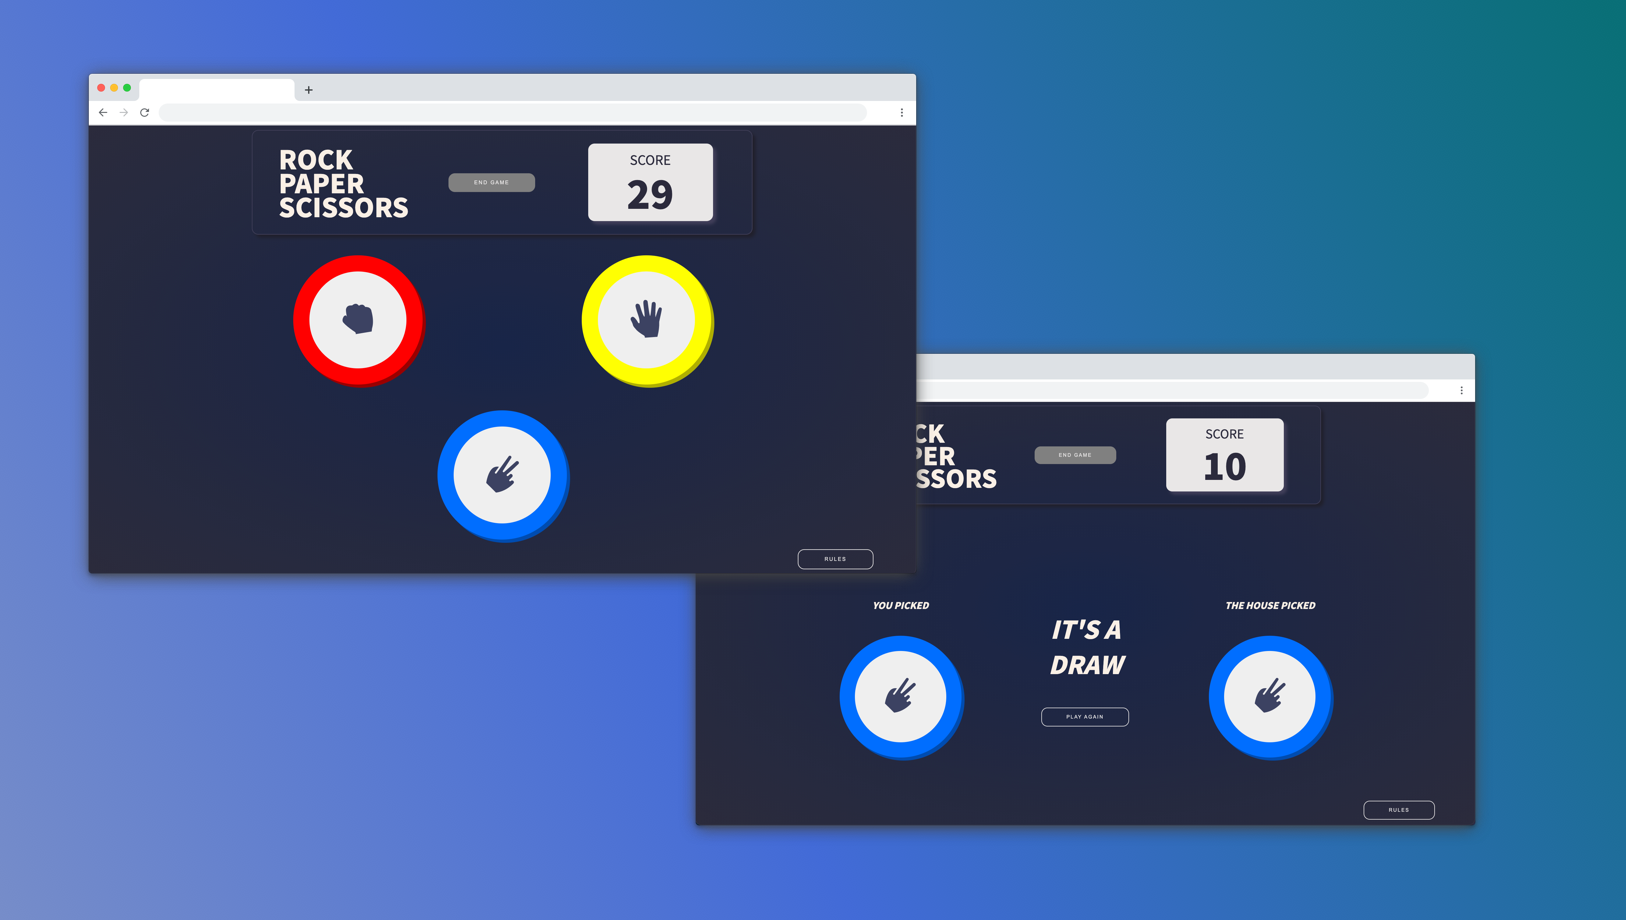 ROCK
PAPER
SCISSORS
END GAME
SCORE
29
RULES
CK
PER
SSORS
END GAME
SCORE
10
YOU PICKED
IT'S A
DRAW
THE HOUSE PICKED
PLAY AGAIN
RULES